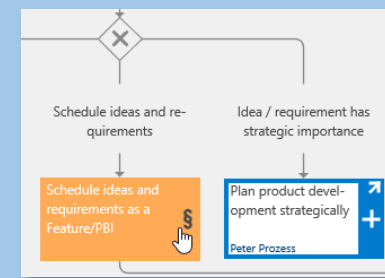 Schedule ideas and re-
quirements
Idea / requirement has
strategic importance
Schedule ideas and
requirements as a
Feature/PBI
§
Plan product devel-
opment strategically
Peter Prozess